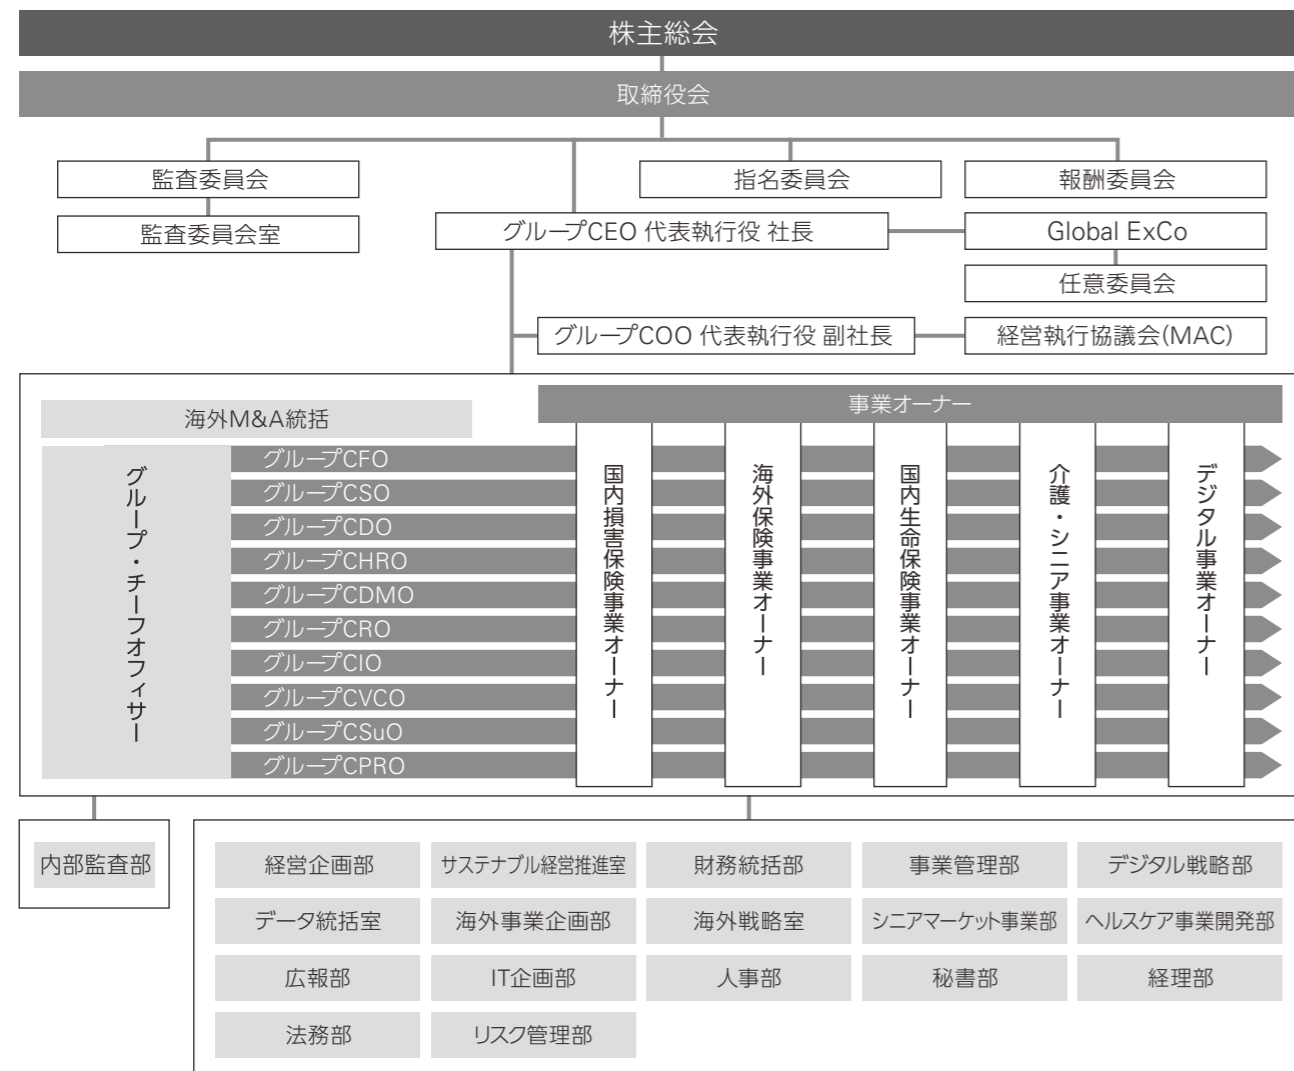 株主総会
取締役会
監査委員会
指名委員会
報酬委員会
監査委員会室
グループCEO 代表執行役 社長
Global ExCo
任意委員会
グループCOO 代表執行役 副社長
経営執行協議会(MAC)
海外M&A統括
事業オーナー
グループ・チーフオフィサー
グループCFO
グループCSO
グループCDO
グループCHRO
グループCDMO
グループCRO
グループCIO
グループCVCO
グループCSuO
グループCPRO
国内損害保険事業オーナー
海外保険事業オーナー
国内生命保険事業オーナー
介護・シニア事業オーナー
デジタル事業オーナー
内部監査部
経営企画部
サステナブル経営推進室
財務統括部
事業管理部
デジタル戦略部
データ統括室
海外事業企画部
海外戦略室
シニアマーケット事業部
ヘルスケア事業開発部
広報部
IT企画部
人事部
秘書部
経理部
法務部
リスク管理部